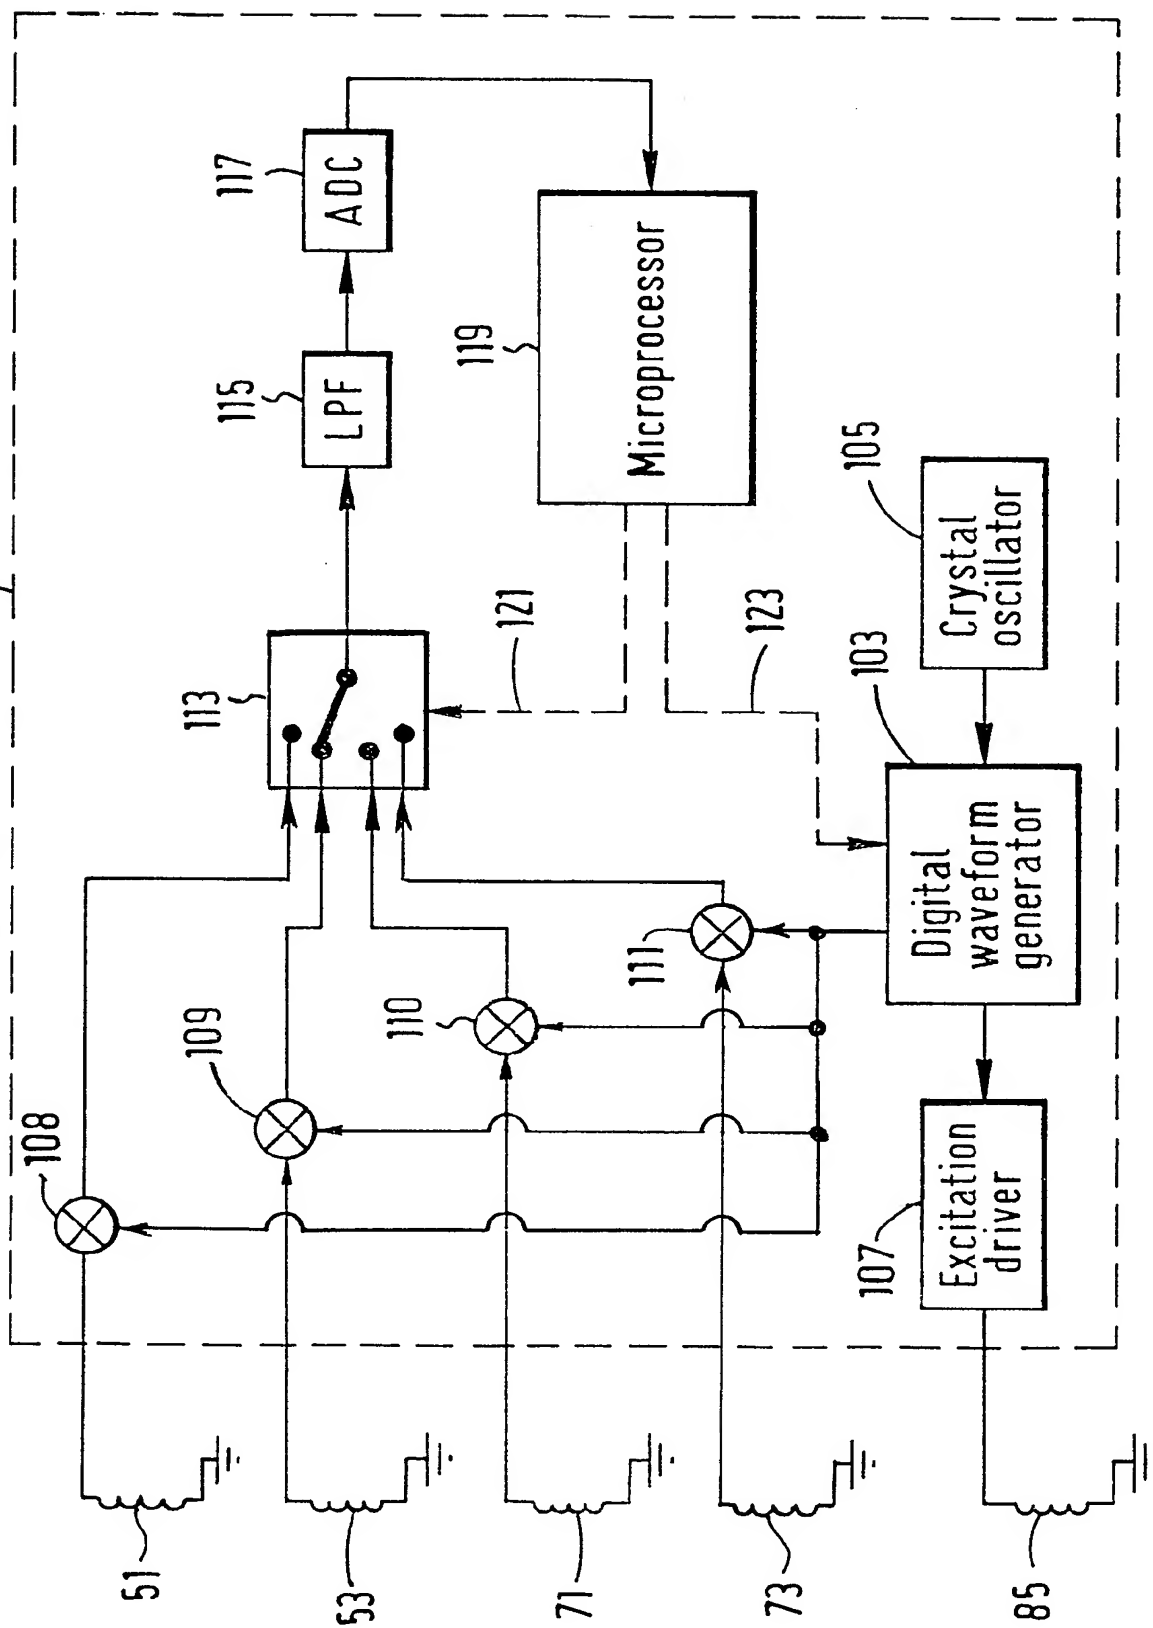 51
53
71
73
85
108
109
110
111
107
Excitation
driver
103
Digital
waveform
generator
105
Crystal
oscillator
113
121
123
115
LPF
117
ADC
119
Microprocessor